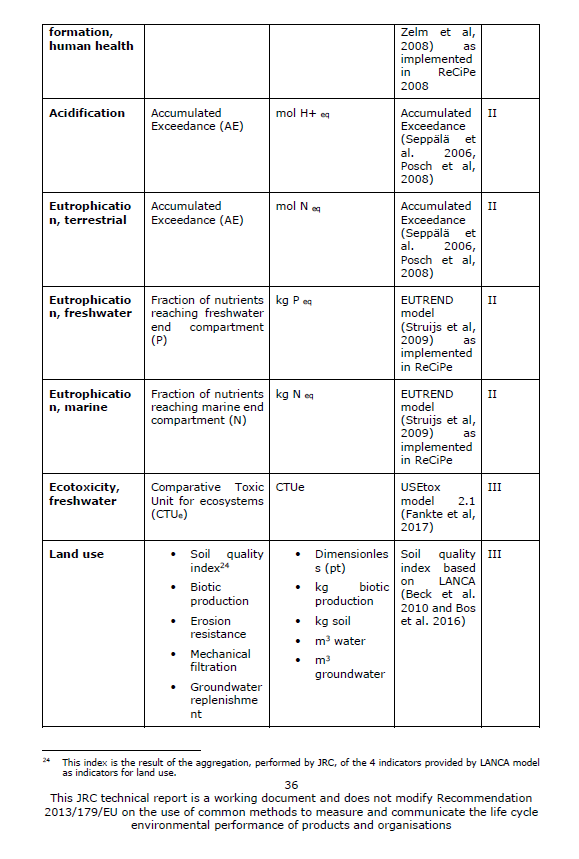 formation,
human health
Zelm et al,
2008) as
implemented
in ReCiPe
2008
Acidification
Accumulated
Exceedance (AE)
mol H+ eq
Accumulated
Exceedance
(Seppälä et
al. 2006,
Posch et al,
2008)
II
Eutrophicatio
n, terrestrial
Accumulated
Exceedance (AE)
mol N eq
Accumulated
Exceedance
(Seppälä et
al. 2006,
Posch et al,
2008)
II
Eutrophicatio
n, freshwater
Fraction of nutrients
reaching freshwater
end compartment
(P)
kg P eq
EUTREND
model
(Struijs et al,
2009) as
implemented
in ReCiPe
II
Eutrophicatio
n, marine
Fraction of nutrients
reaching marine end
compartment (N)
kg N eq
EUTREND
model
(Struijs et al,
2009) as
implemented
in ReCiPe
II
Ecotoxicity,
freshwater
Comparative Toxic
Unit for ecosystems
(CTUe)
CTUe
USEtox
model 2.1
(Fankte et al,
2017)
III
Land use
• Soil quality
index24
• Biotic
production
• Erosion
resistance
• Mechanical
filtration
• Groundwater
replenishme
nt
• Dimensionles
s (pt)
• kg biotic
production
• kg soil
• m3 water
• m3
groundwater
Soil quality
index based
on LANCA
(Beck et al.
2010 and Bos
et al. 2016)
III
24 This index is the result of the aggregation, performed by JRC, of the 4 indicators provided by LANCA model
as indicators for land use.
36
This JRC technical report is a working document and does not modify Recommendation
2013/179/EU on the use of common methods to measure and communicate the life cycle
environmental performance of products and organisations